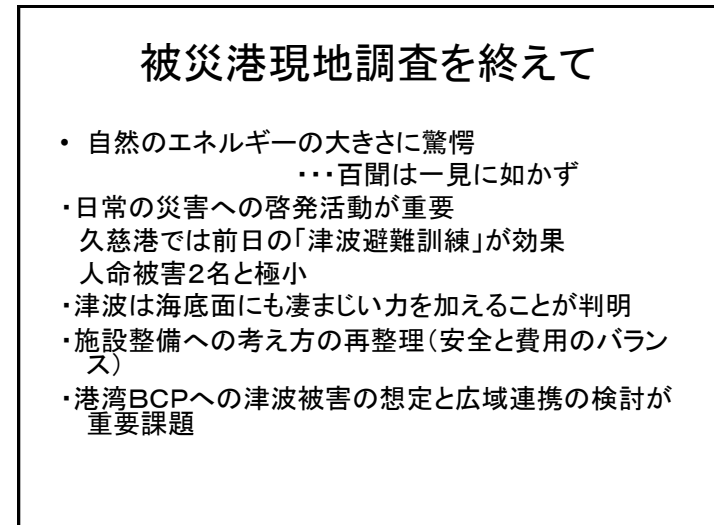 被災港現地調査を終えて
• 自然のエネルギーの大きさに驚愕
・・・百聞は一見に如かず
・日常の災害への啓発活動が重要
久慈港では前日の「津波避難訓練」が効果
人命被害２名と極小
・津波は海底面にも凄まじい力を加えることが判明
・施設整備への考え方の再整理（安全と費用のバラン
ス）
・港湾ＢＣＰへの津波被害の想定と広域連携の検討が
重要課題